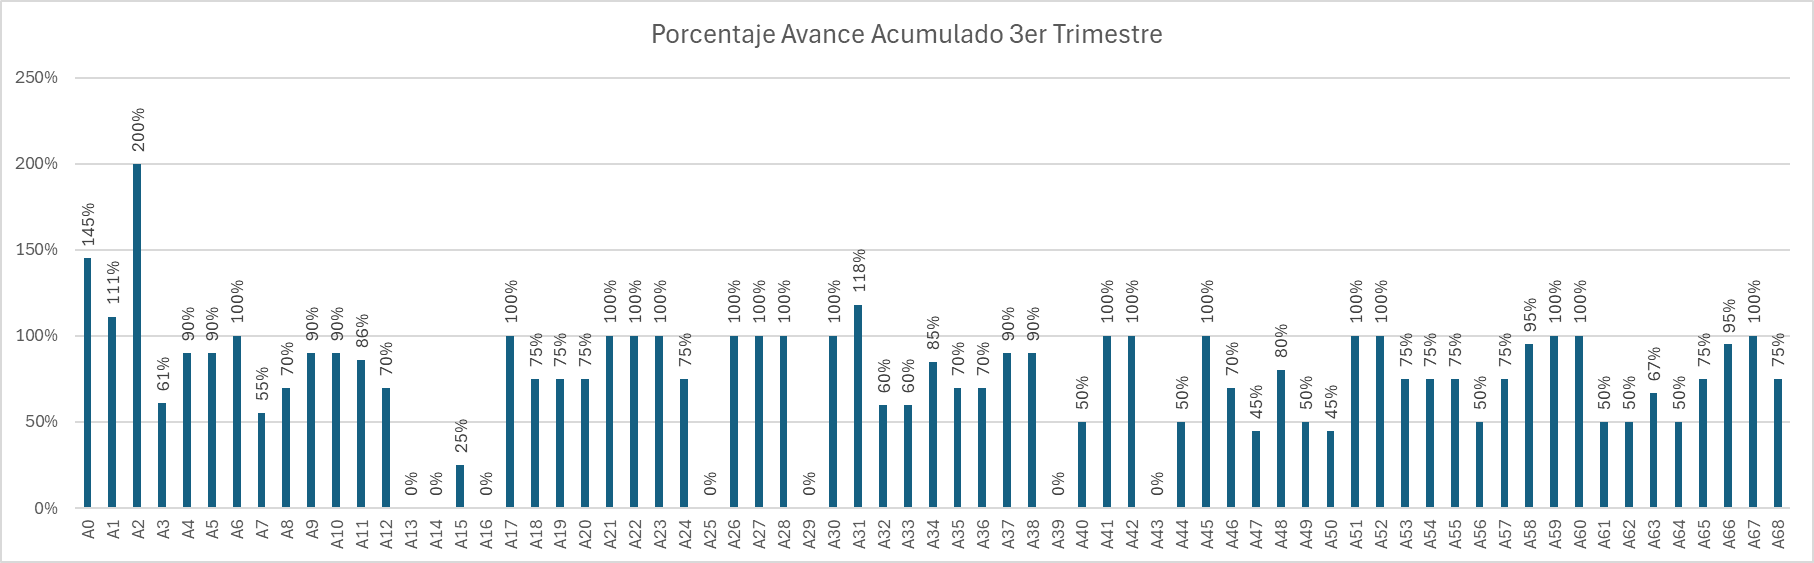 Porcentaje Avance Acumulado 3er Trimestre
250%
200%
150%
100%
50%
0%
145%
111%
200%
61%
90%
90%
100%
55%
70%
90%
90%
86%
70%
0%
0%
25%
0%
100%
75%
75%
75%
100%
100%
100%
75%
0%
100%
100%
100%
0%
100%
118%
60%
60%
85%
70%
70%
90%
90%
0%
50%
100%
100%
0%
50%
100%
70%
45%
80%
50%
45%
100%
100%
75%
75%
75%
50%
75%
95%
100%
100%
50%
50%
67%
50%
75%
95%
100%
75%
A0
A1
A2
A3
A4
A5
A6
A7
A8
A9
A10
A11
A12
A13
A14
A15
A16
A17
A18
A19
A20
A21
A22
A23
A24
A25
A26
A27
A28
A29
A30
A31
A32
A33
A34
A35
A36
A37
A38
A39
A40
A41
A42
A43
A44
A45
A46
A47
A48
A49
A50
A51
A52
A53
A54
A55
A56
A57
A58
A59
A60
A61
A62
A63
A64
A65
A66
A67
A68